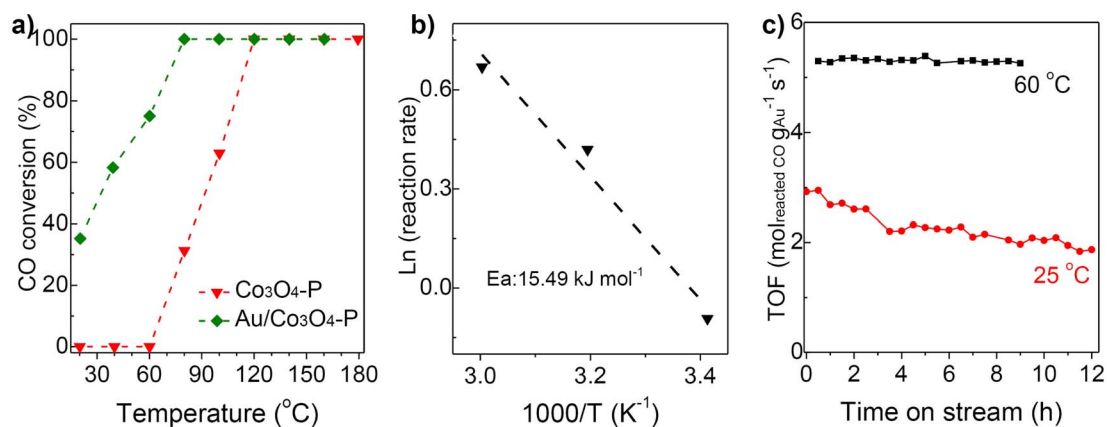 a)
CO conversion (%)
100
80
60
40
20
0
30 60 90 120 150 180
Temperature (°C)
Co₃O₄-P
Au/Co₃O₄-P
b)
Ln (reaction rate)
0.6
0.3
0.0
Ea:15.49 kJ mol⁻¹
3.0 3.2 3.4
1000/T (K⁻¹)
c)
TOF (mol_reacted CO g_Au⁻¹ s⁻¹)
6
4
2
0
60 °C
25 °C
0 2 4 6 8 10 12
Time on stream (h)